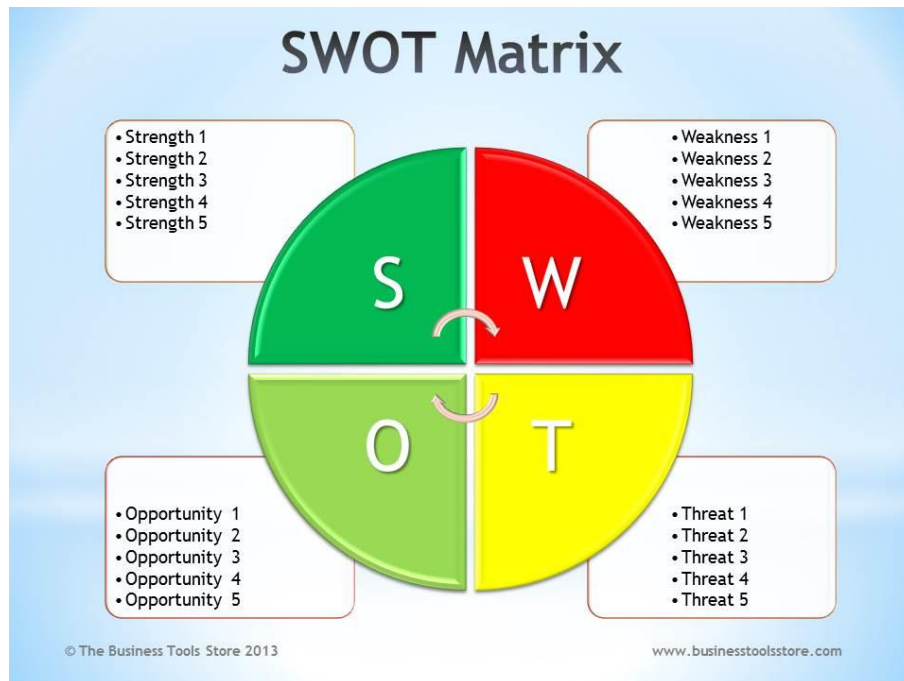 SWOT Matrix
• Strength 1
• Strength 2
• Strength 3
• Strength 4
• Strength 5
• Weakness 1
• Weakness 2
• Weakness 3
• Weakness 4
• Weakness 5
S
W
O
T
• Opportunity 1
• Opportunity 2
• Opportunity 3
• Opportunity 4
• Opportunity 5
• Threat 1
• Threat 2
• Threat 3
• Threat 4
• Threat 5
© The Business Tools Store 2013
www.businesstoolsstore.com